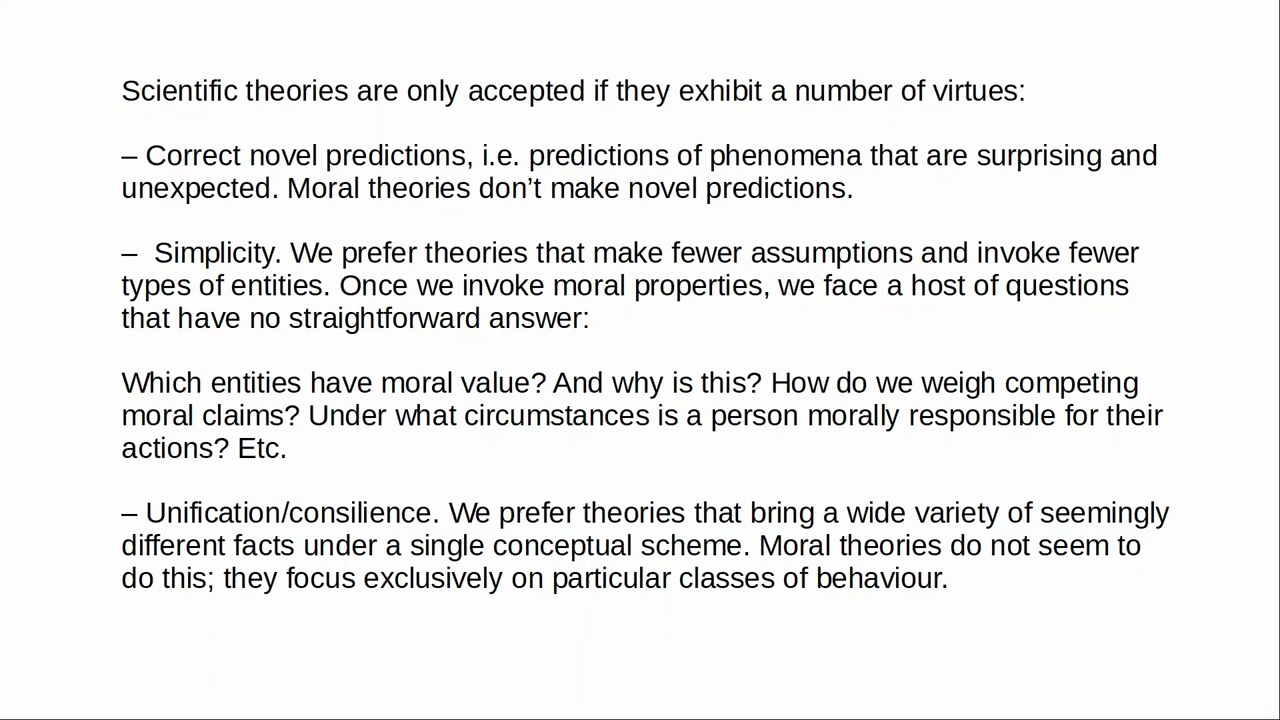 Scientific theories are only accepted if they exhibit a number of virtues:
– Correct novel predictions, i.e. predictions of phenomena that are surprising and
unexpected. Moral theories don’t make novel predictions.
–  Simplicity. We prefer theories that make fewer assumptions and invoke fewer
types of entities. Once we invoke moral properties, we face a host of questions
that have no straightforward answer:
Which entities have moral value? And why is this? How do we weigh competing
moral claims? Under what circumstances is a person morally responsible for their
actions? Etc.
– Unification/consilience. We prefer theories that bring a wide variety of seemingly
different facts under a single conceptual scheme. Moral theories do not seem to
do this; they focus exclusively on particular classes of behaviour.